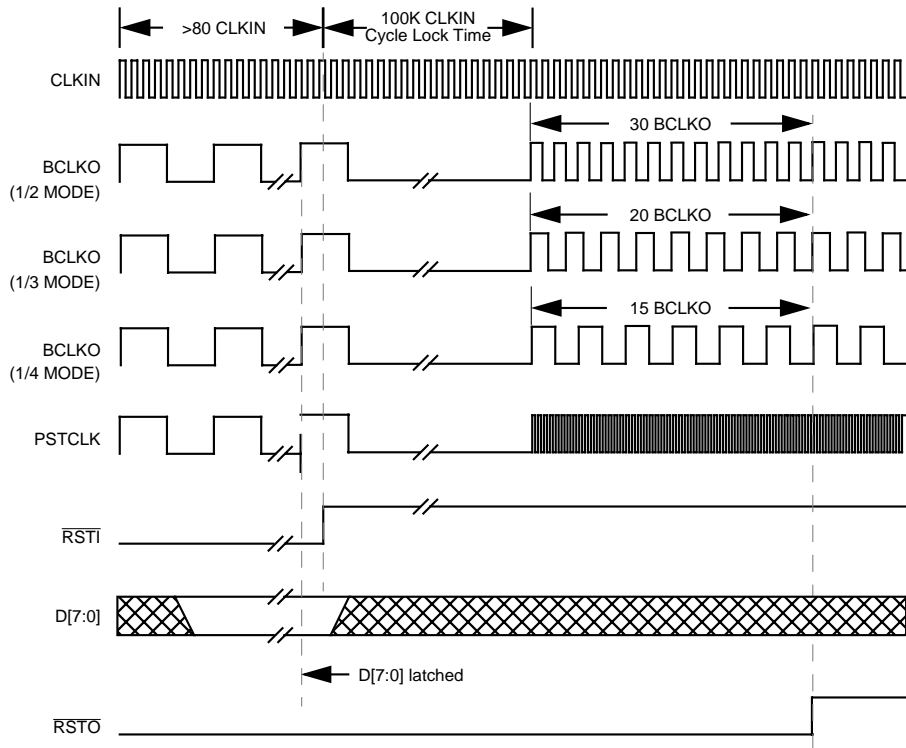 >80 CLKIN
100K CLKIN
Cycle Lock Time
CLKIN
30 BCLKO
BCLKO
(1/2 MODE)
20 BCLKO
BCLKO
(1/3 MODE)
15 BCLKO
BCLKO
(1/4 MODE)
PSTCLK
RSTI
D[7:0]
D[7:0] latched
RSTO